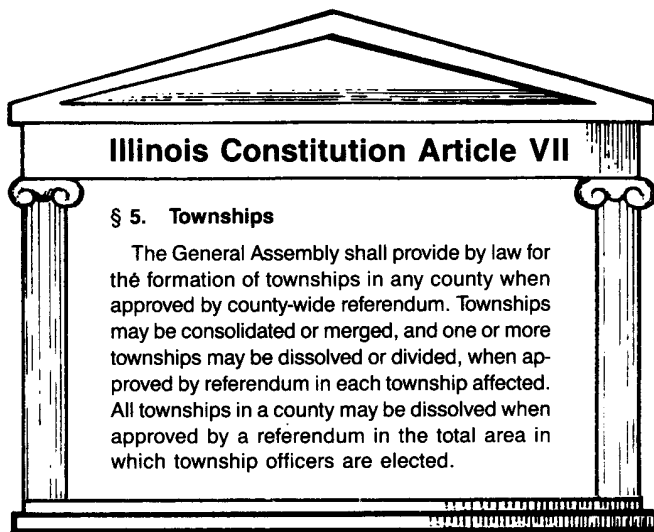 Illinois Constitution Article VII
§ 5. Townships
The General Assembly shall provide by law for
the formation of townships in any county when
approved by county-wide referendum. Townships
may be consolidated or merged, and one or more
townships may be dissolved or divided, when ap-
proved by referendum in each township affected.
All townships in a county may be dissolved when
approved by a referendum in the total area in
which township officers are elected.